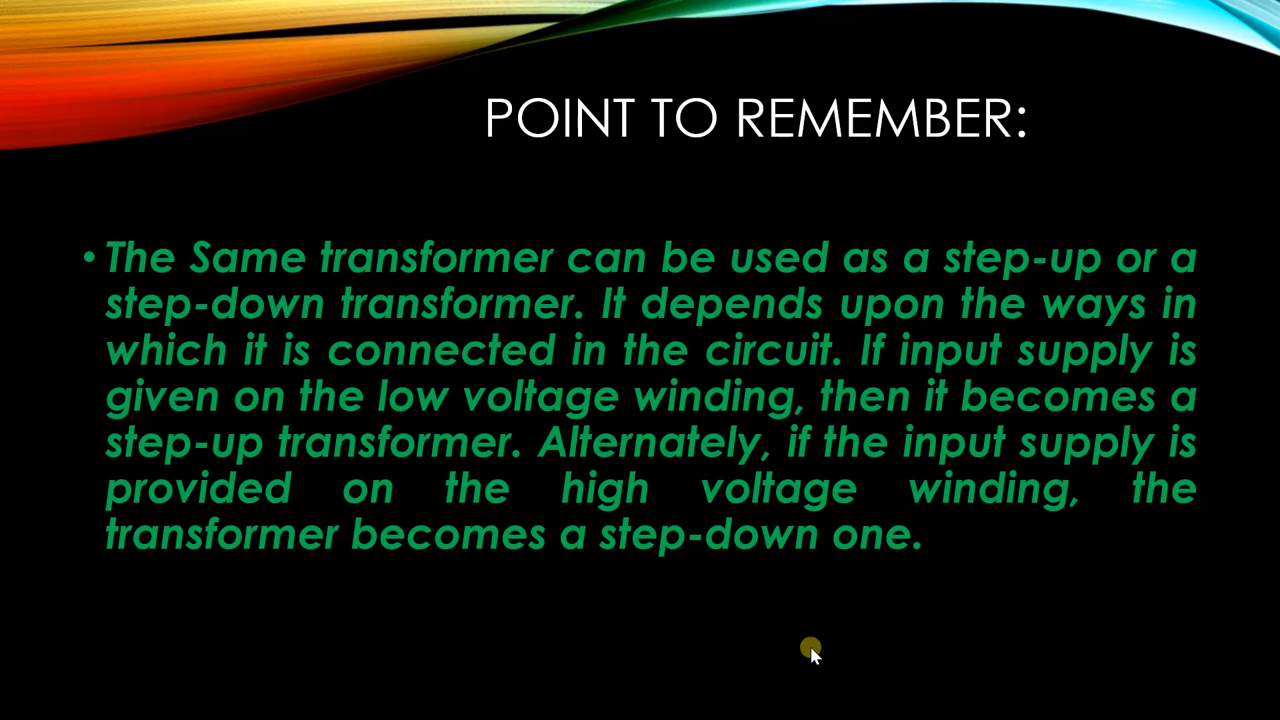 POINT TO REMEMBER:
• The Same transformer can be used as a step-up or a
step-down transformer. It depends upon the ways in
which it is connected in the circuit. If input supply is
given on the low voltage winding, then it becomes a
step-up transformer. Alternately, if the input supply is
provided on the high voltage winding, the
transformer becomes a step-down one.